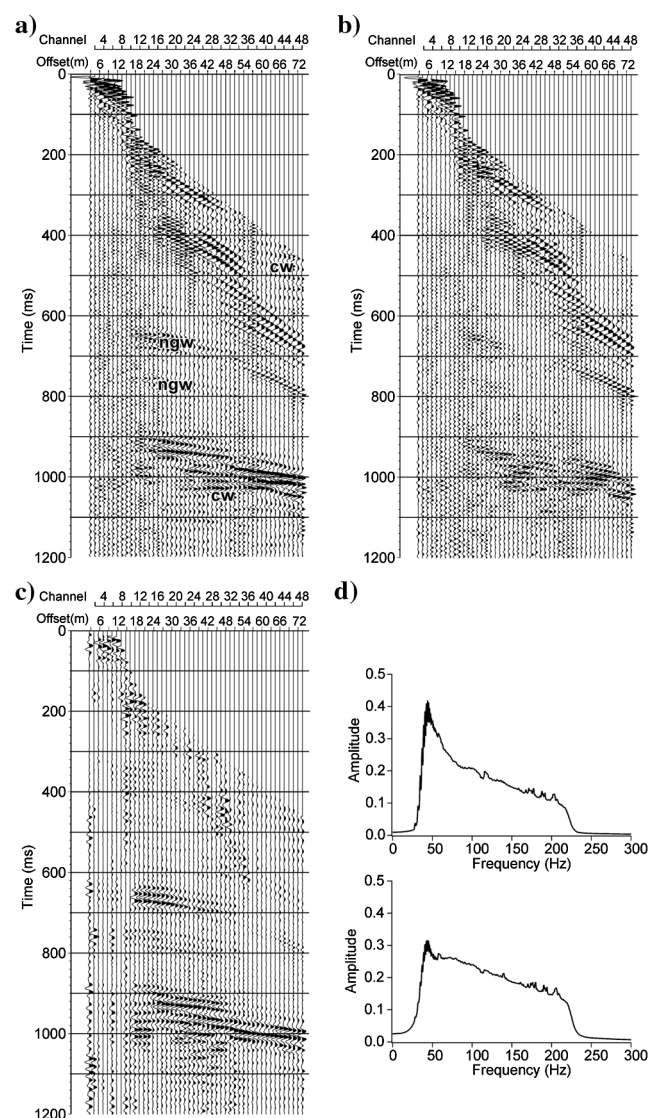 a)
Channel 4 8 12 16 20 24 28 32 36 40 44 48
Offset(m) 6 12 18 24 30 36 42 48 54 60 66 72
0
200
400
600
800
1000
1200
Time (ms)
cw
ngw
ngw
cw
b)
Channel 4 8 12 16 20 24 28 32 36 40 44 48
Offset(m) 6 12 18 24 30 36 42 48 54 60 66 72
0
200
400
600
800
1000
1200
Time (ms)
c)
Channel 4 8 12 16 20 24 28 32 36 40 44 48
Offset(m) 6 12 18 24 30 36 42 48 54 60 66 72
0
200
400
600
800
1000
1200
Time (ms)
d)
0.5
0.4
0.3
0.2
0.1
0.0
Amplitude
0 50 100 150 200 250 300
Frequency (Hz)
0.5
0.4
0.3
0.2
0.1
0.0
Amplitude
0 50 100 150 200 250 300
Frequency (Hz)